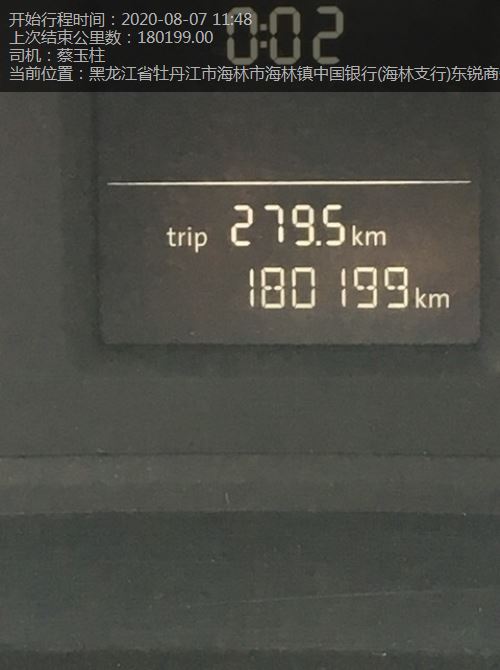 开始行程时间：2020-08-07 11:48
上次结束公里数：180199.00
司机：蔡玉柱
当前位置：黑龙江省牡丹江市海林市海林镇中国银行(海林支行)东锐商
0:02
trip 279.5 km
180199 km